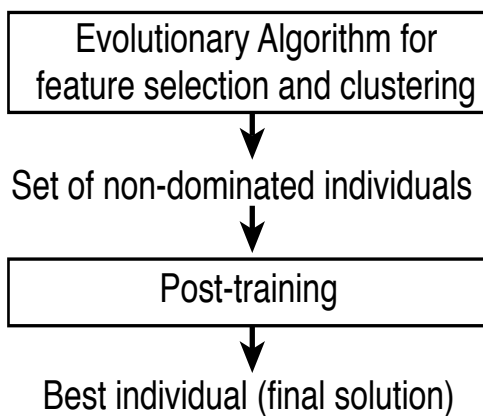 Evolutionary Algorithm for
feature selection and clustering
Set of non-dominated individuals
Post-training
Best individual (final solution)